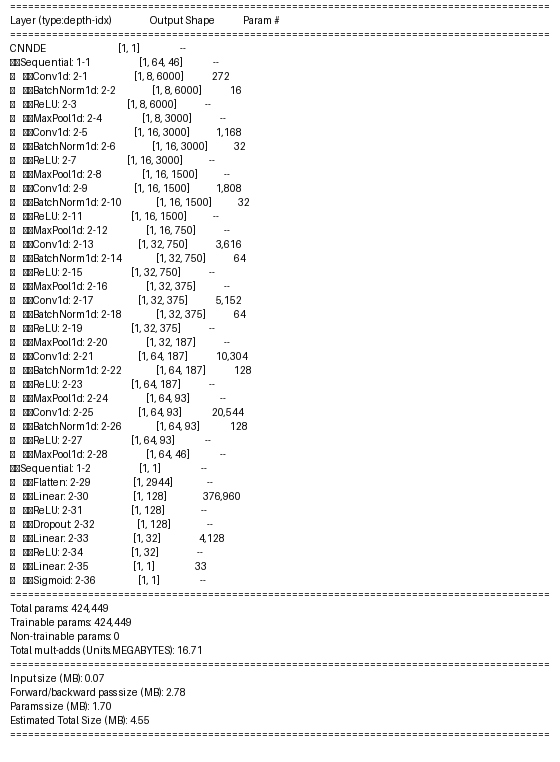 ==========================================================================================
Layer (type:depth-idx) Output Shape Param #
==========================================================================================
CNNDE [1, 1] --
Sequential: 1-1 [1, 64, 46] --
Conv1d: 2-1 [1, 8, 6000] 272
BatchNorm1d: 2-2 [1, 8, 6000] 16
ReLU: 2-3 [1, 8, 6000] --
MaxPool1d: 2-4 [1, 8, 3000] --
Conv1d: 2-5 [1, 16, 3000] 1,168
BatchNorm1d: 2-6 [1, 16, 3000] 32
ReLU: 2-7 [1, 16, 3000] --
MaxPool1d: 2-8 [1, 16, 1500] --
Conv1d: 2-9 [1, 16, 1500] 1,808
BatchNorm1d: 2-10 [1, 16, 1500] 32
ReLU: 2-11 [1, 16, 1500] --
MaxPool1d: 2-12 [1, 16, 750] --
Conv1d: 2-13 [1, 32, 750] 3,616
BatchNorm1d: 2-14 [1, 32, 750] 64
ReLU: 2-15 [1, 32, 750] --
MaxPool1d: 2-16 [1, 32, 375] --
Conv1d: 2-17 [1, 32, 375] 5,152
BatchNorm1d: 2-18 [1, 32, 375] 64
ReLU: 2-19 [1, 32, 375] --
MaxPool1d: 2-20 [1, 32, 187] --
Conv1d: 2-21 [1, 64, 187] 10,304
BatchNorm1d: 2-22 [1, 64, 187] 128
ReLU: 2-23 [1, 64, 187] --
MaxPool1d: 2-24 [1, 64, 93] --
Conv1d: 2-25 [1, 64, 93] 20,544
BatchNorm1d: 2-26 [1, 64, 93] 128
ReLU: 2-27 [1, 64, 93] --
MaxPool1d: 2-28 [1, 64, 46] --
Sequential: 1-2 [1, 1] --
Flatten: 2-29 [1, 2944] --
Linear: 2-30 [1, 128] 376,960
ReLU: 2-31 [1, 128] --
Dropout: 2-32 [1, 128] --
Linear: 2-33 [1, 32] 4,128
ReLU: 2-34 [1, 32] --
Linear: 2-35 [1, 1] 33
Sigmoid: 2-36 [1, 1] --
==========================================================================================
Total params: 424,449
Trainable params: 424,449
Non-trainable params: 0
Total mult-adds (Units.MEGABYTES): 16.71
==========================================================================================
Input size (MB): 0.07
Forward/backward pass size (MB): 2.78
Params size (MB): 1.70
Estimated Total Size (MB): 4.55
==========================================================================================